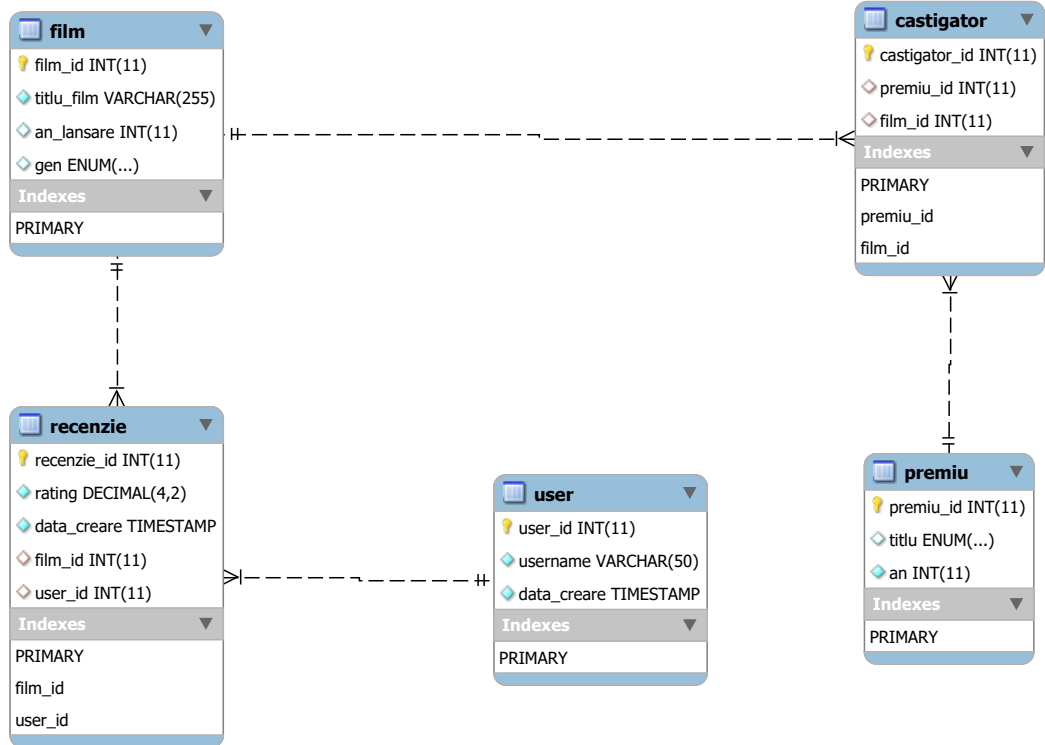 film
film_id INT(11)
titlu_film VARCHAR(255)
an_lansare INT(11)
gen ENUM(...)
Indexes
PRIMARY
castigator
castigator_id INT(11)
premiu_id INT(11)
film_id INT(11)
Indexes
PRIMARY
premiu_id
film_id
recenzie
recenzie_id INT(11)
rating DECIMAL(4,2)
data_creare TIMESTAMP
film_id INT(11)
user_id INT(11)
Indexes
PRIMARY
film_id
user_id
user
user_id INT(11)
username VARCHAR(50)
data_creare TIMESTAMP
Indexes
PRIMARY
premiu
premiu_id INT(11)
titlu ENUM(...)
an INT(11)
Indexes
PRIMARY